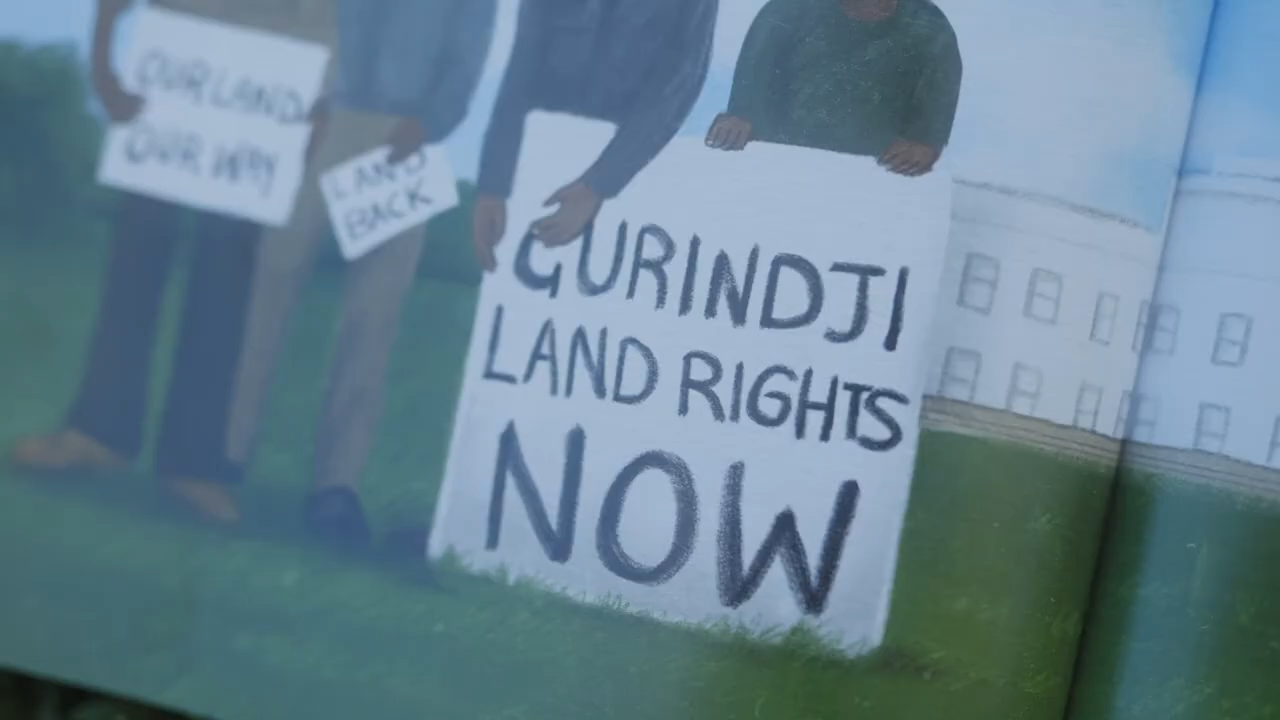 OUR LAND
OUR WAY
LAND
BACK
GURINDJI
LAND RIGHTS
NOW